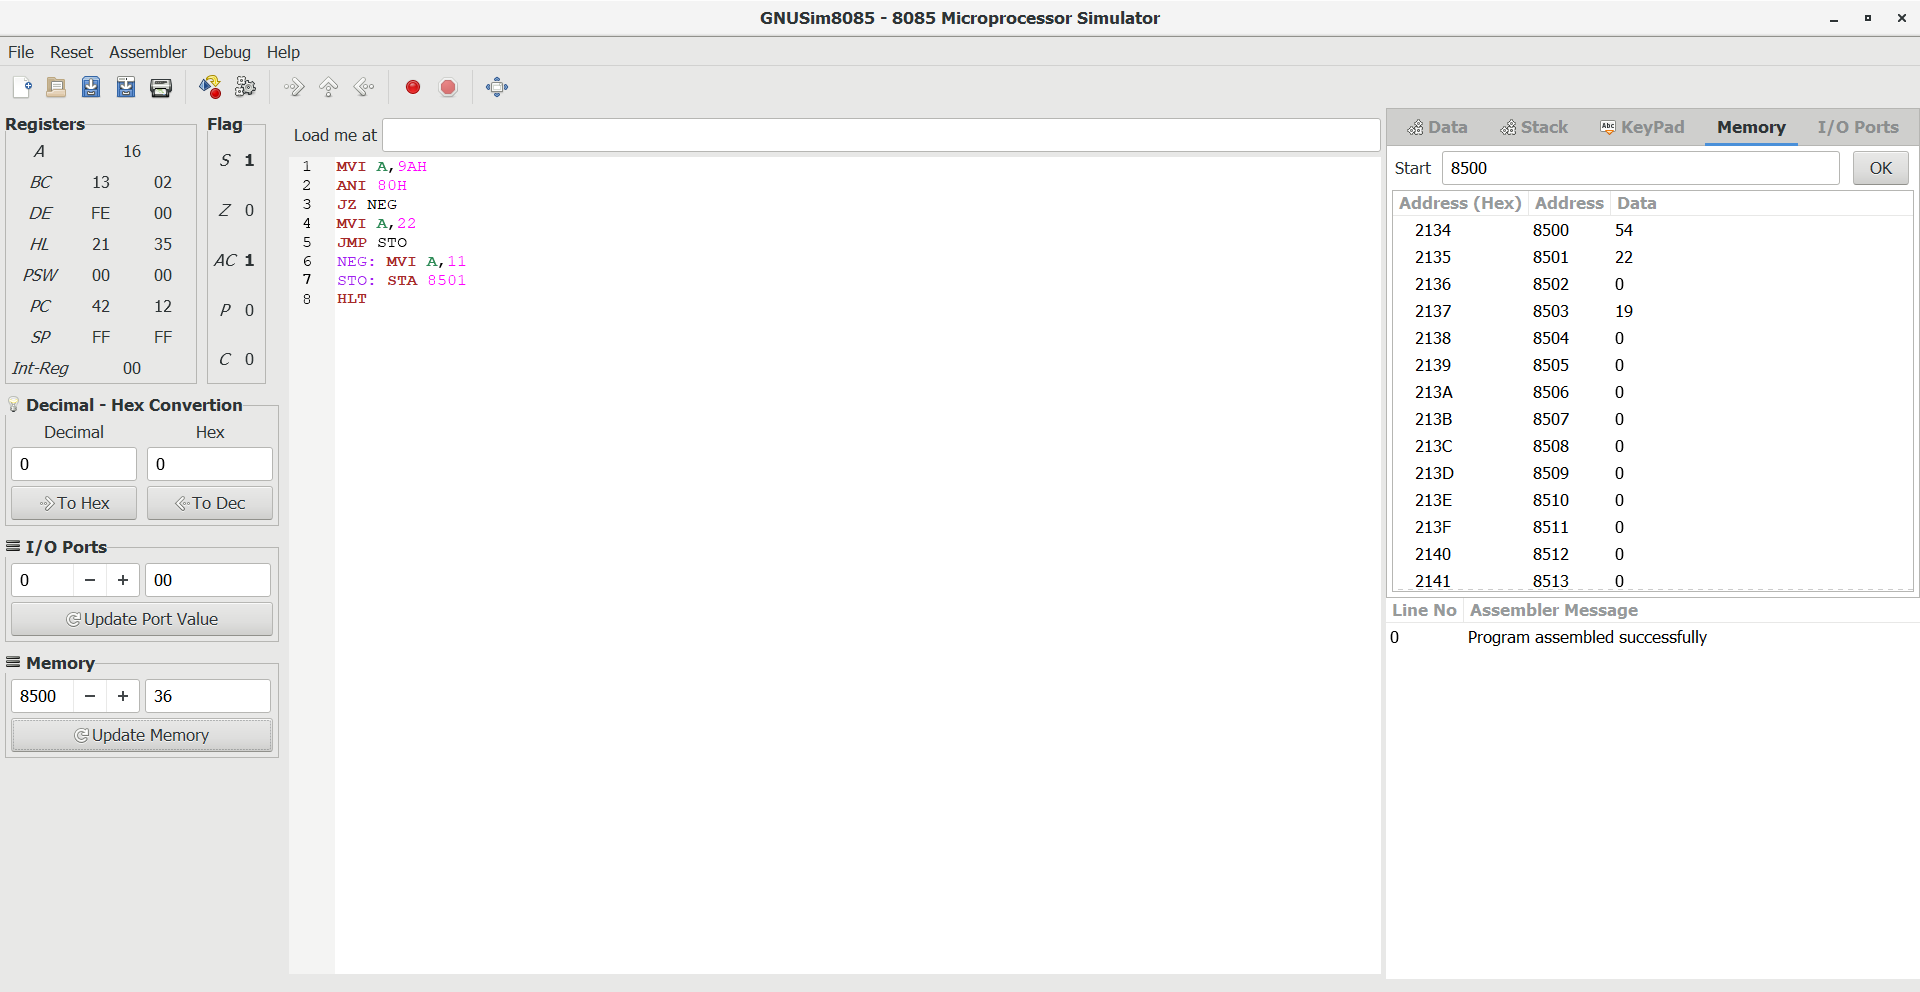 GNUSim8085 - 8085 Microprocessor Simulator
File Reset Assembler Debug Help
Registers
A 16
BC 13 02
DE FE 00
HL 21 35
PSW 00 00
PC 42 12
SP FF FF
Int-Reg 00
Flag
S 1
Z 0
AC 1
P 0
C 0
Decimal - Hex Convertion
Decimal Hex
0 0
To Hex To Dec
I/O Ports
0 − + 00
Update Port Value
Memory
8500 − + 36
Update Memory
Load me at
1 MVI A,9AH
2 ANI 80H
3 JZ NEG
4 MVI A,22
5 JMP STO
6 NEG: MVI A,11
7 STO: STA 8501
8 HLT
Data Stack Abc KeyPad Memory I/O Ports
Start 8500 OK
Address (Hex) Address Data
2134 8500 54
2135 8501 22
2136 8502 0
2137 8503 19
2138 8504 0
2139 8505 0
213A 8506 0
213B 8507 0
213C 8508 0
213D 8509 0
213E 8510 0
213F 8511 0
2140 8512 0
2141 8513 0
Line No Assembler Message
0 Program assembled successfully